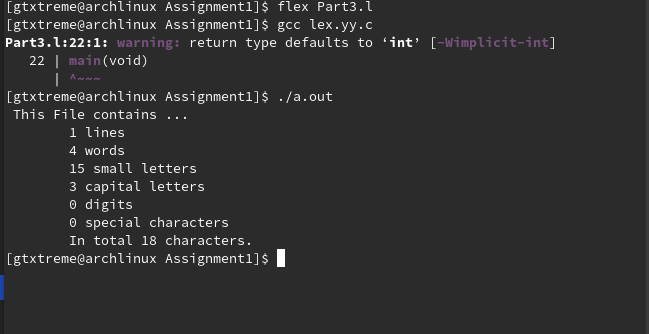 [gtxtreme@archlinux Assignment1]$ flex Part3.l
[gtxtreme@archlinux Assignment1]$ gcc lex.yy.c
Part3.l:22:1: warning: return type defaults to ‘int’ [-Wimplicit-int]
   22 | main(void)
      | ^~~~
[gtxtreme@archlinux Assignment1]$ ./a.out
 This File contains ...
        1 lines
        4 words
        15 small letters
        3 capital letters
        0 digits
        0 special characters
        In total 18 characters.
[gtxtreme@archlinux Assignment1]$